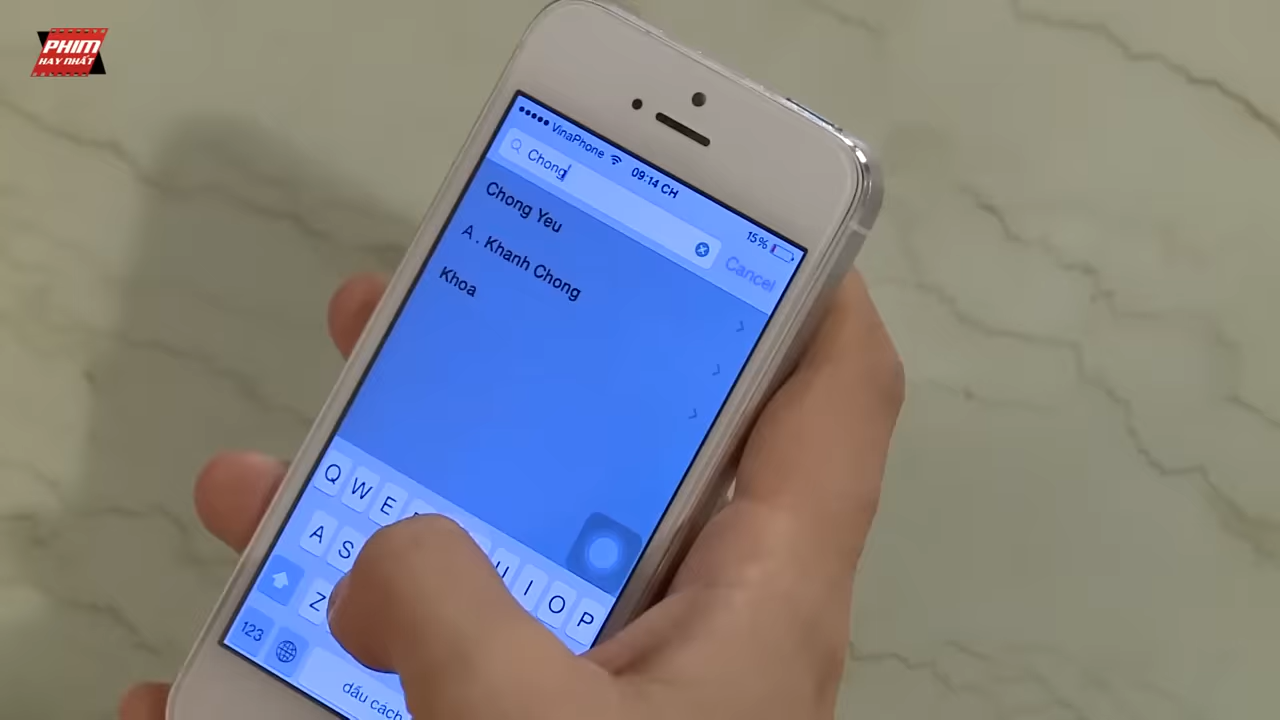 PHIM
HAY NHẤT
VinaPhone 09:14 CH 15%
Chong
Cancel
Chong Yeu
A . Khanh Chong
Khoa
Q W E U I O P
A S
Z
123
dấu cách